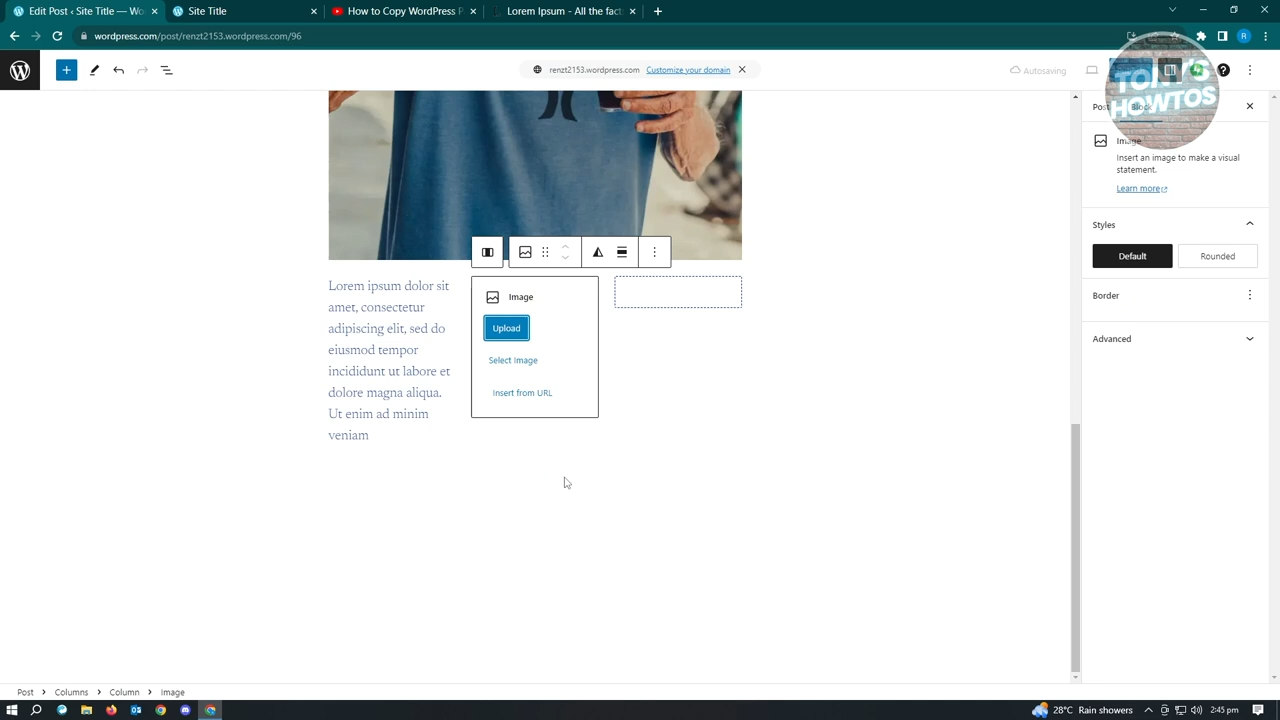 Edit Post ‹ Site Title — Wo
Site Title
How to Copy WordPress P
Lorem Ipsum - All the fact
wordpress.com/post/renzt2153.wordpress.com/96
R
renzt2153.wordpress.com
Customize your domain
Autosaving
TONY'S
HOWTOS
Post
Block
Image
Insert an image to make a visual
statement.
Learn more
Styles
Default
Rounded
Border
Advanced
Lorem ipsum dolor sit
amet, consectetur
adipiscing elit, sed do
eiusmod tempor
incididunt ut labore et
dolore magna aliqua.
Ut enim ad minim
veniam
Image
Upload
Select Image
Insert from URL
Post
Columns
Column
Image
28°C
Rain showers
2:45 pm